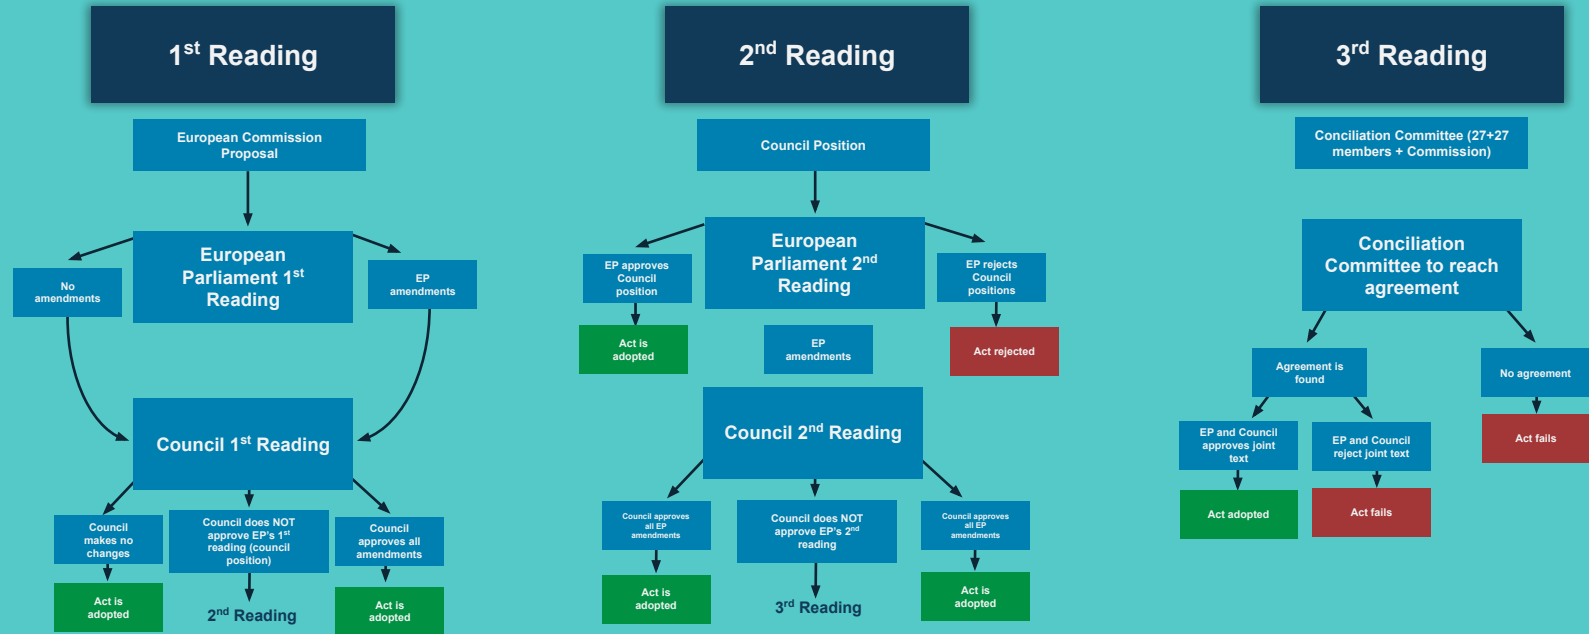 1st Reading
European Commission
Proposal
European
Parliament 1st
Reading
No
amendments
EP
amendments
Council 1st Reading
Council
makes no
changes
Council does NOT
approve EP's 1st
reading (council
position)
Council
approves all
amendments
Act is
adopted
2nd Reading
Act is
adopted
2nd Reading
Council Position
European
Parliament 2nd
Reading
EP approves
Council
position
EP rejects
Council
positions
Act is
adopted
EP
amendments
Act rejected
Council 2nd Reading
Council approves
all EP
amendments
Council does NOT
approve EP's 2nd
reading
Council approves
all EP
amendments
Act is
adopted
3rd Reading
Act is
adopted
3rd Reading
Conciliation Committee (27+27
members + Commission)
Conciliation
Committee to reach
agreement
Agreement is
found
No agreement
EP and Council
approves joint
text
EP and Council
reject joint text
Act fails
Act adopted
Act fails